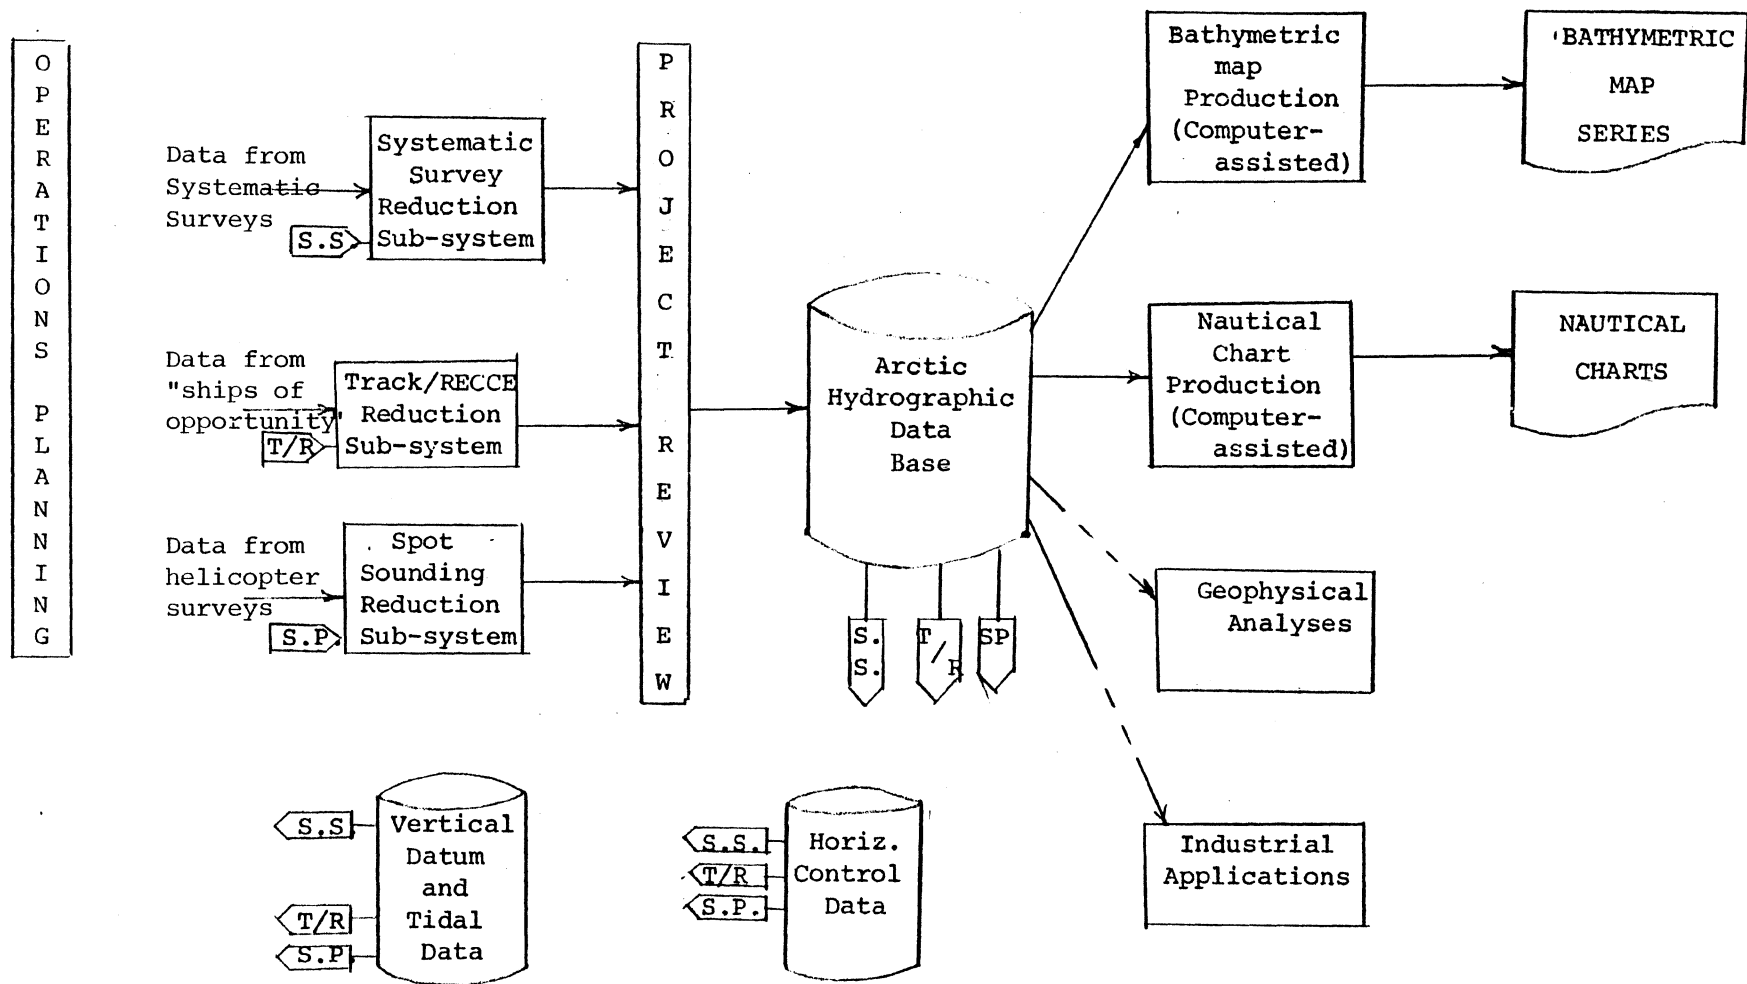 OPERATIONS PLANNING
Data from
Systematic
Surveys
S.S
Systematic
Survey
Reduction
Sub-system
Data from
"ships of
opportunity"
T/R
Track/RECCE
Reduction
Sub-system
Data from
helicopter
surveys
S.P.
Spot
Sounding
Reduction
Sub-system
PROJECT REVIEW
Arctic
Hydrographic
Data
Base
S.
S.
T
/
R
SP
Bathymetric
map
Production
(Computer-
assisted)
BATHYMETRIC
MAP
SERIES
Nautical
Chart
Production
(Computer-
assisted)
NAUTICAL
CHARTS
Geophysical
Analyses
Industrial
Applications
S.S
T/R
S.P
Vertical
Datum
and
Tidal
Data
S.S.
T/R
S.P.
Horiz.
Control
Data